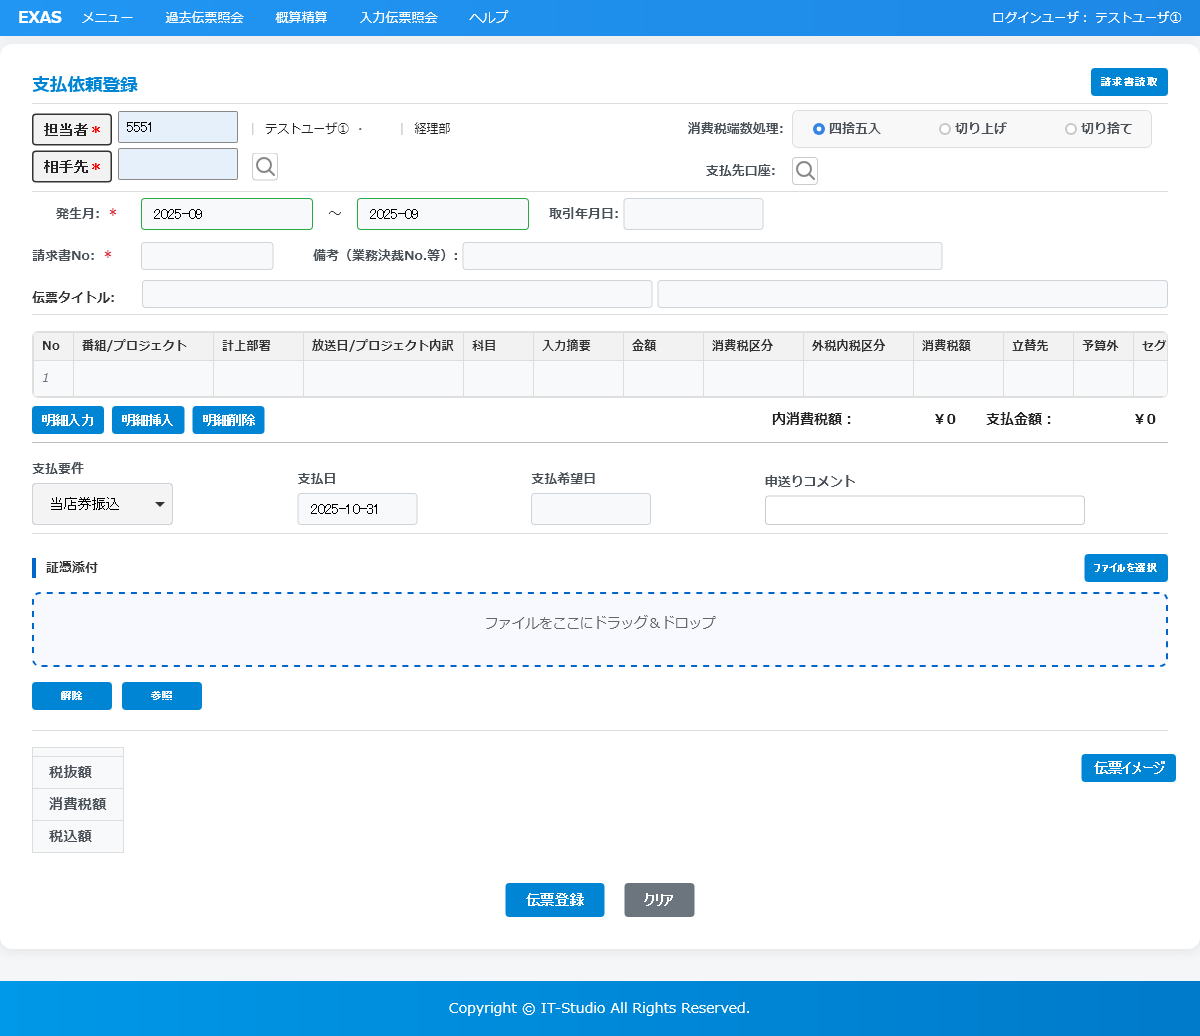 EXAS メニュー 過去伝票照会 概算精算 入力伝票照会 ヘルプ ログインユーザ： テストユーザ①
支払依頼登録 請求書読取
担当者* 5551 | テストユーザ① ・ | 経理部 消費税端数処理: 四捨五入 切り上げ 切り捨て
相手先* 支払先口座:
発生月: * 2025-09 ～ 2025-09 取引年月日:
請求書No: * 備考（業務決裁No.等）:
伝票タイトル:
No 番組/プロジェクト 計上部署 放送日/プロジェクト内訳 科目 入力摘要 金額 消費税区分 外税内税区分 消費税額 立替先 予算外 セグ
1
明細入力 明細挿入 明細削除 内消費税額： ￥0 支払金額： ￥0
支払要件 支払日 支払希望日 申送りコメント
当店券振込 2025-10-31
証憑添付 ファイルを選択
ファイルをここにドラッグ＆ドロップ
解除 参照
税抜額 伝票イメージ
消費税額
税込額
伝票登録 クリア
Copyright © IT-Studio All Rights Reserved.